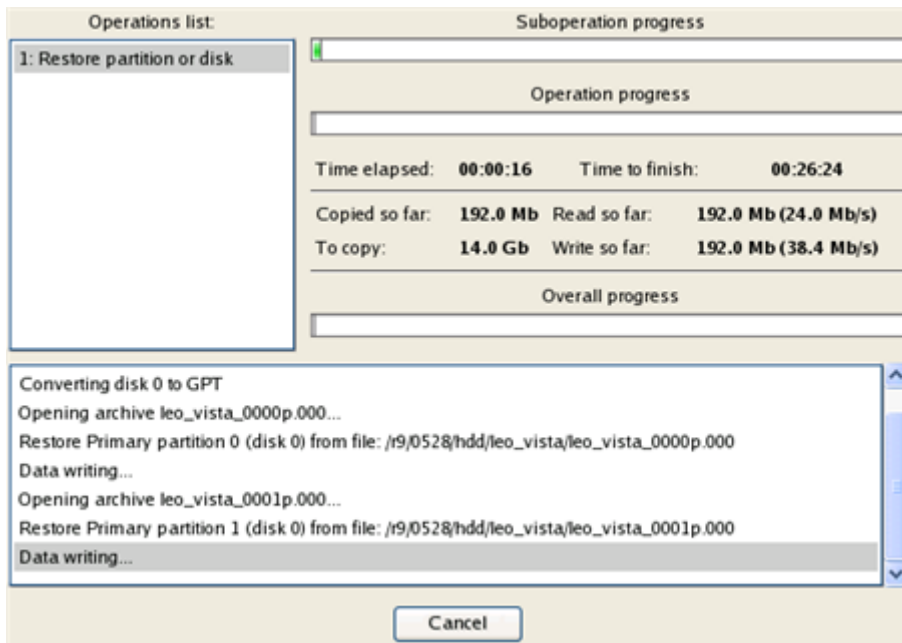 Operations list:
1: Restore partition or disk
Suboperation progress
Operation progress
Time elapsed: 00:00:16 Time to finish: 00:26:24
Copied so far: 192.0 Mb Read so far: 192.0 Mb (24.0 Mb/s)
To copy: 14.0 Gb Write so far: 192.0 Mb (38.4 Mb/s)
Overall progress
Converting disk 0 to GPT
Opening archive leo_vista_0000p.000...
Restore Primary partition 0 (disk 0) from file: /r9/0528/hdd/leo_vista/leo_vista_0000p.000
Data writing...
Opening archive leo_vista_0001p.000...
Restore Primary partition 1 (disk 0) from file: /r9/0528/hdd/leo_vista/leo_vista_0001p.000
Data writing...
Cancel